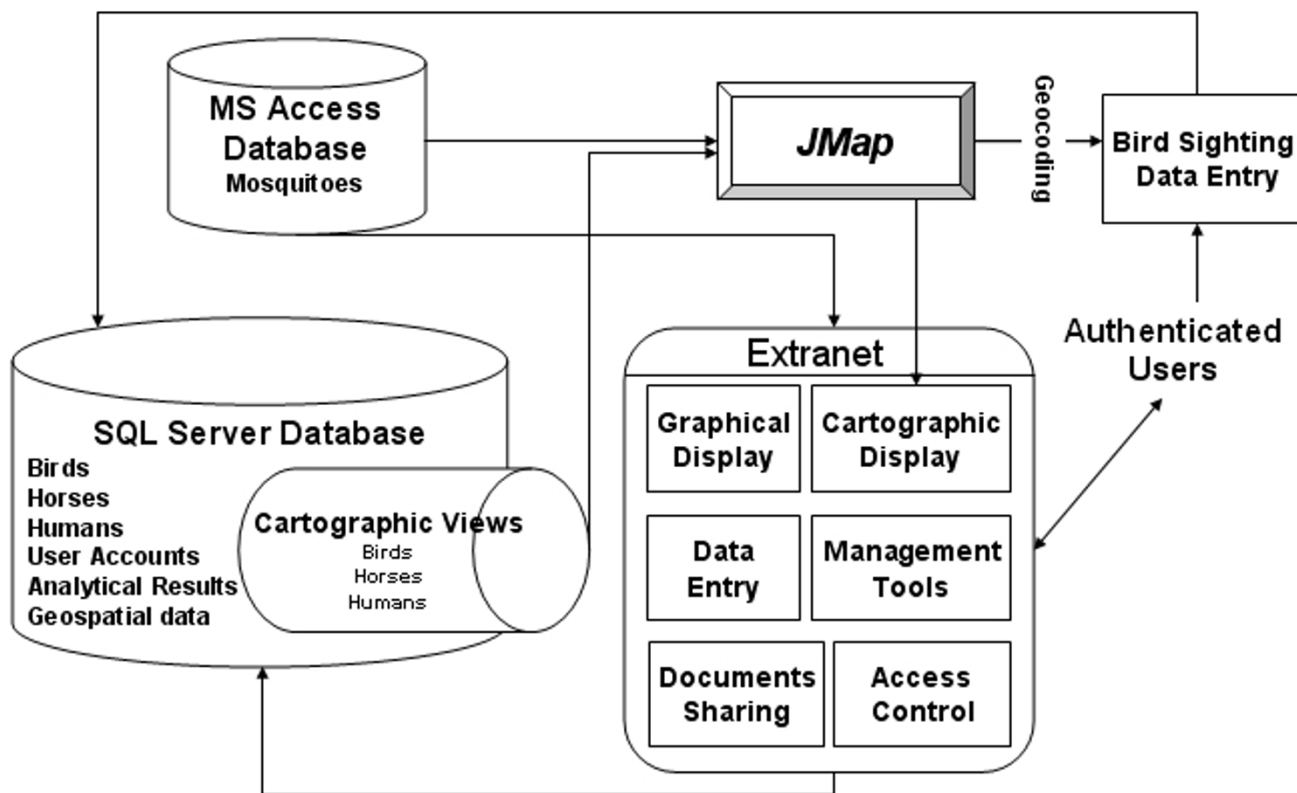 MS Access
Database
Mosquitoes
JMap
Geocoding
Bird Sighting
Data Entry
Authenticated
Users
SQL Server Database
Birds
Horses
Humans
User Accounts
Analytical Results
Geospatial data
Cartographic Views
Birds
Horses
Humans
Extranet
Graphical
Display
Cartographic
Display
Data
Entry
Management
Tools
Documents
Sharing
Access
Control